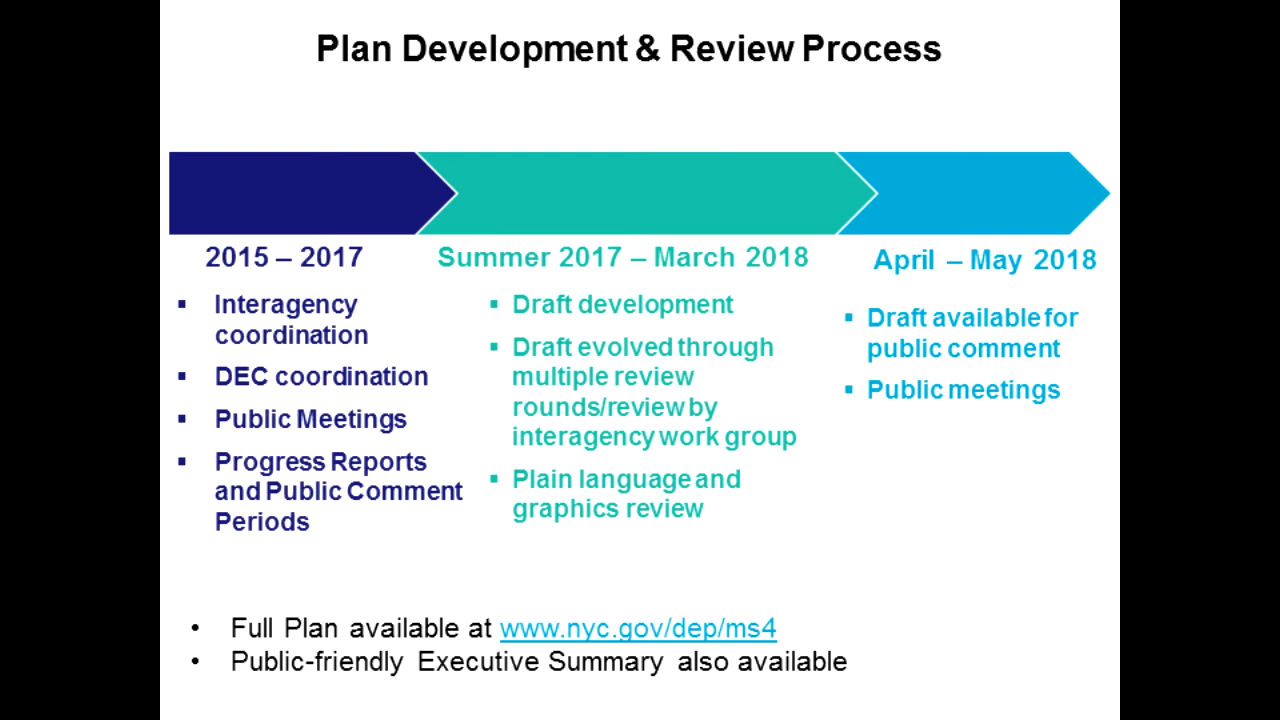 Plan Development & Review Process
2015 – 2017
▪ Interagency
coordination
▪ DEC coordination
▪ Public Meetings
▪ Progress Reports
and Public Comment
Periods
Summer 2017 – March 2018
▪ Draft development
▪ Draft evolved through
multiple review
rounds/review by
interagency work group
▪ Plain language and
graphics review
April – May 2018
▪ Draft available for
public comment
▪ Public meetings
• Full Plan available at www.nyc.gov/dep/ms4
• Public-friendly Executive Summary also available